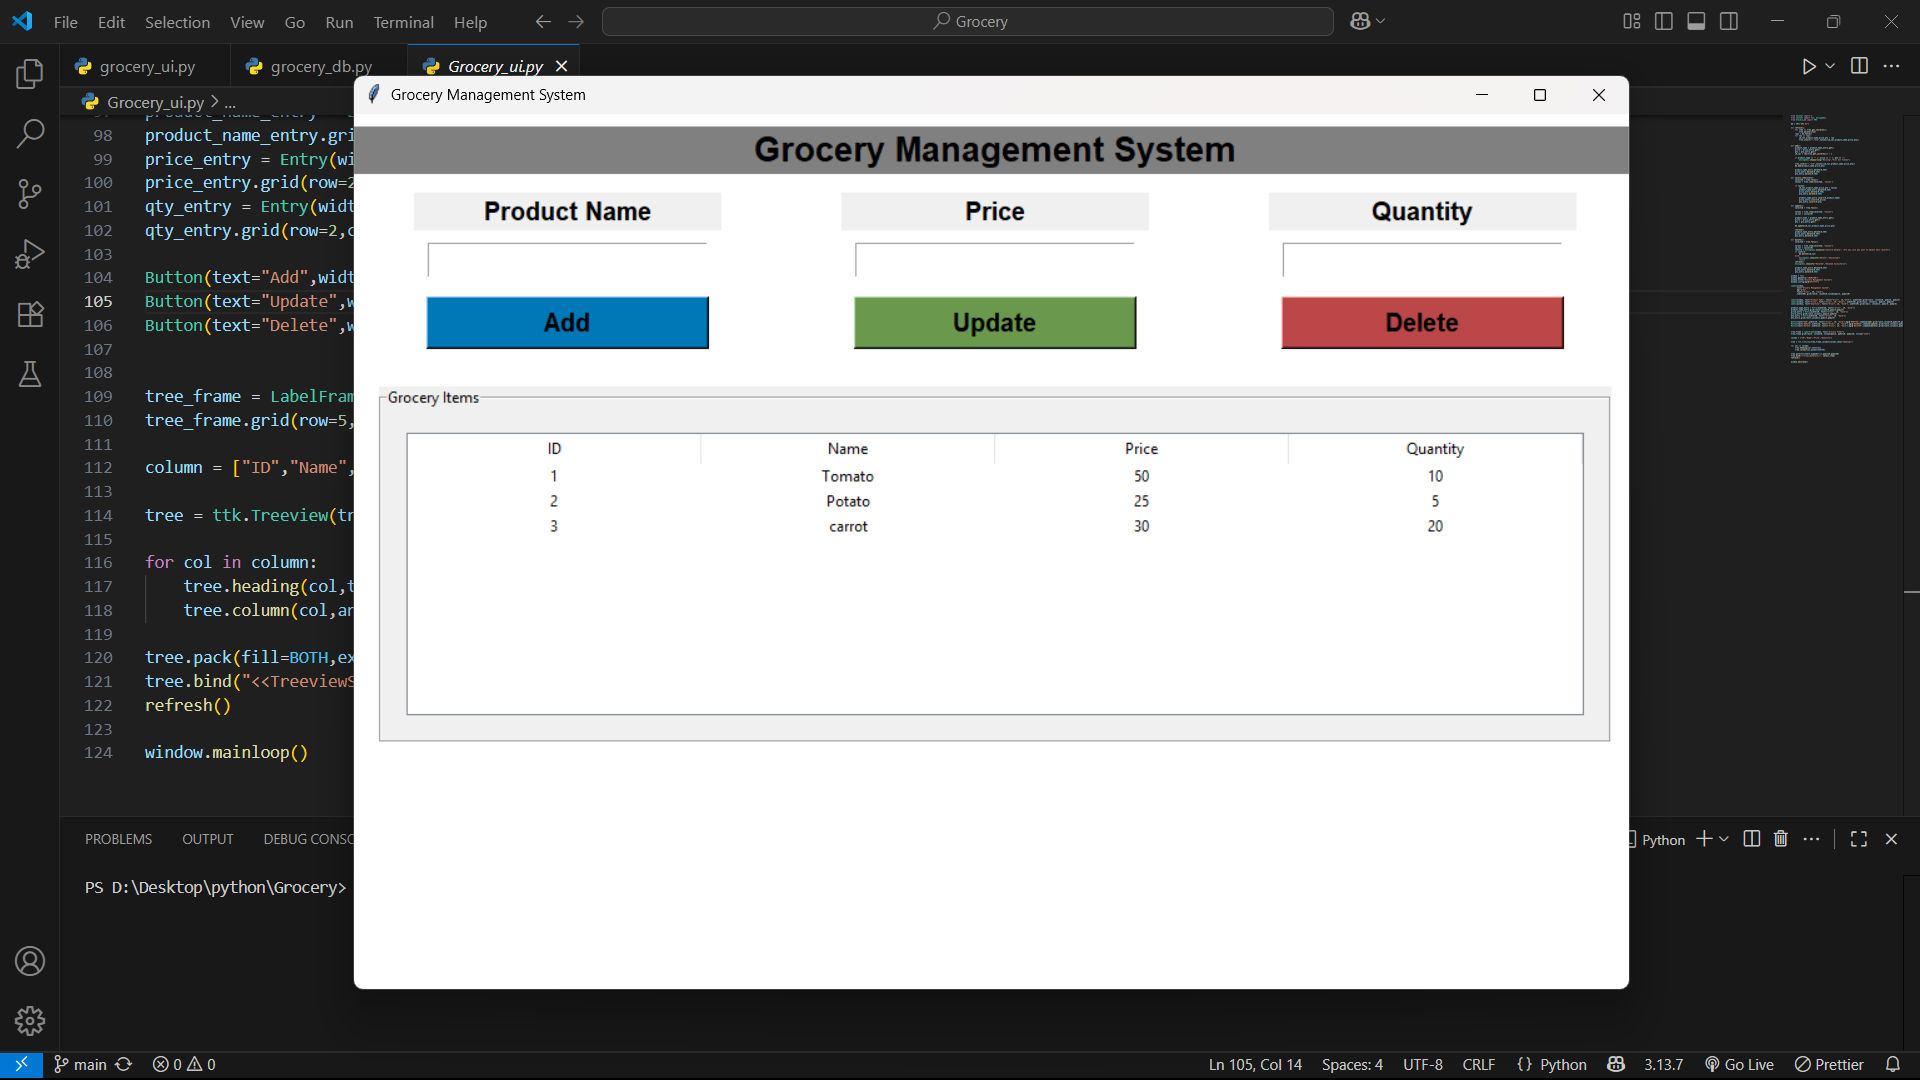 File Edit Selection View Go Run Terminal Help
Grocery
grocery_ui.py
grocery_db.py
Grocery_ui.py
Grocery_ui.py > ...
Grocery Management System
Grocery Management System
Product Name Price Quantity
Add Update Delete
Grocery Items
ID Name Price Quantity
1 Tomato 50 10
2 Potato 25 5
3 carrot 30 20
98 product_name_entry.gri
99 price_entry = Entry(wi
100 price_entry.grid(row=2
101 qty_entry = Entry(widt
102 qty_entry.grid(row=2,c
103
104 Button(text="Add",widt
105 Button(text="Update",w
106 Button(text="Delete",w
107
108
109 tree_frame = LabelFram
110 tree_frame.grid(row=5,
111
112 column = ["ID","Name",
113
114 tree = ttk.Treeview(tr
115
116 for col in column:
117 tree.heading(col,t
118 tree.column(col,an
119
120 tree.pack(fill=BOTH,ex
121 tree.bind("<<TreeviewS
122 refresh()
123
124 window.mainloop()
PROBLEMS OUTPUT DEBUG CONSO
Python
PS D:\Desktop\python\Grocery>
main 0 0
Ln 105, Col 14 Spaces: 4 UTF-8 CRLF {} Python 3.13.7 Go Live Prettier